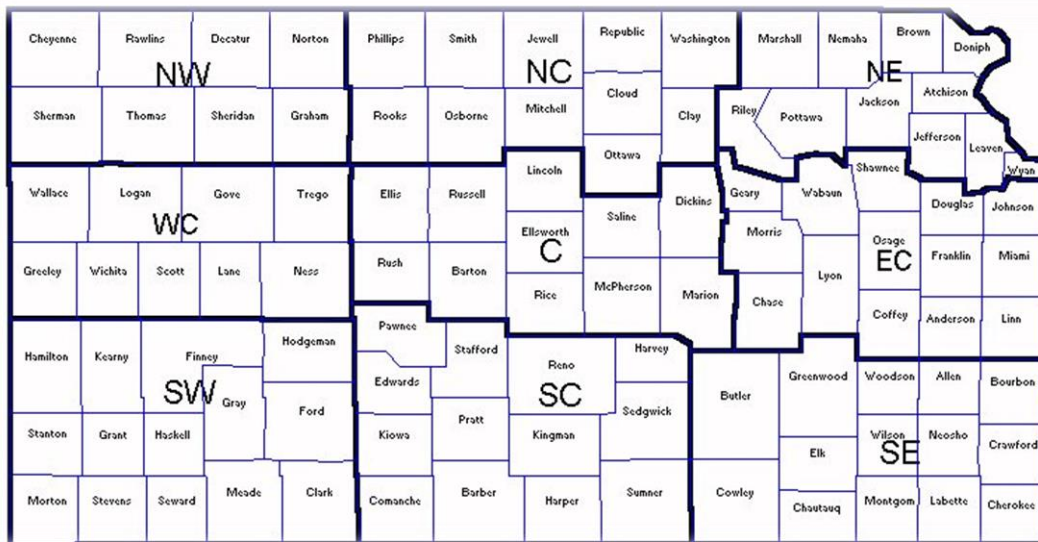 Cheyenne
Rawlins
Decatur
Norton
NW
Sherman
Thomas
Sheridan
Graham
Phillips
Smith
Jewell
Republic
Washington
NC
Mitchell
Cloud
Rooks
Osborne
Clay
Ottawa
Marshall
Nemaha
Brown
Doniph
NE
Riley
Pottawa
Jackson
Atchison
Jefferson
Leaven
Wyan
Wallace
Logan
Gove
Trego
WC
Greeley
Wichita
Scott
Lane
Ness
Lincoln
Ellis
Russell
Dickins
Saline
Ellsworth
C
Rush
Barton
Rice
McPherson
Marion
Shawnee
Geary
Wabaun
Douglas
Johnson
Morris
Osage
EC
Franklin
Miami
Lyon
Chase
Coffey
Anderson
Linn
Hamilton
Kearny
Finney
Hodgeman
SW
Gray
Ford
Stanton
Grant
Haskell
Morton
Stevens
Seward
Meade
Clark
Pawnee
Stafford
Reno
Harvey
Edwards
SC
Sedgwick
Pratt
Kiowa
Kingman
Comanche
Barber
Harper
Sumner
Butler
Greenwood
Woodson
Allen
Bourbon
Elk
Wilson
Neosho
Crawford
SE
Cowley
Chautauq
Montgom
Labette
Cherokee